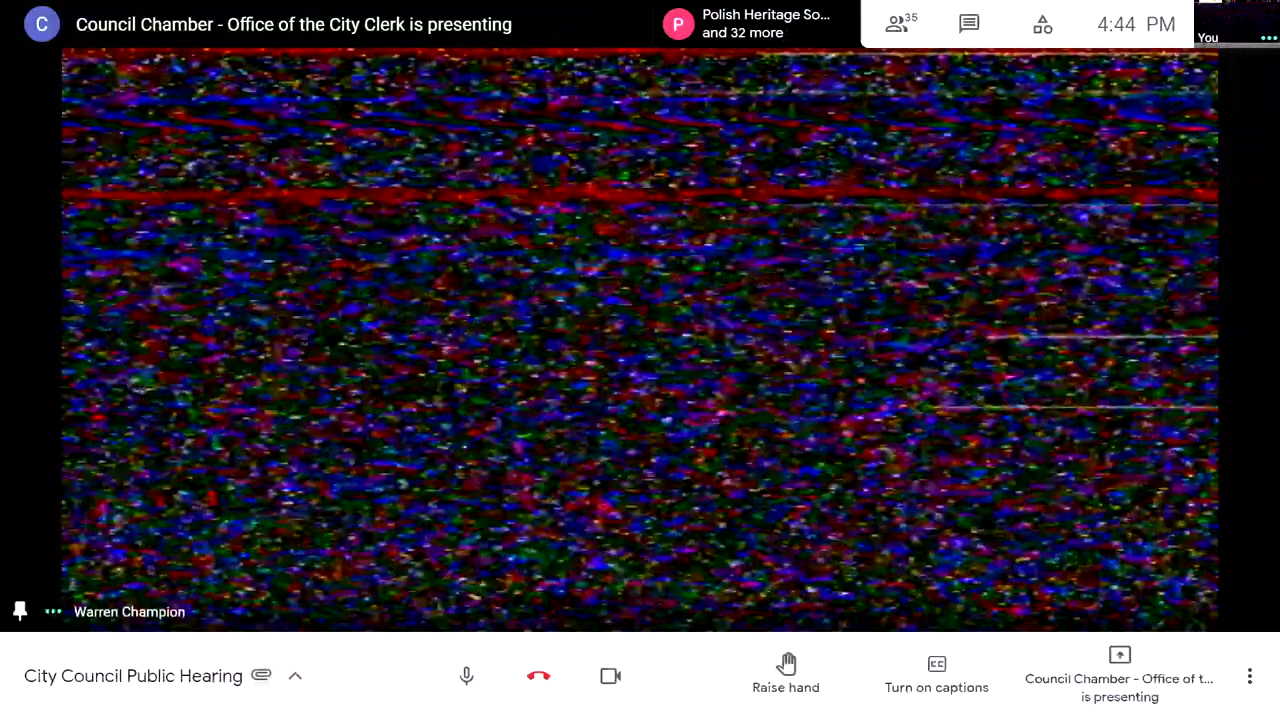 C Council Chamber - Office of the City Clerk is presenting
P Polish Heritage So...
and 32 more
35
4:44 PM
You
Warren Champion
City Council Public Hearing
Raise hand
CC
Turn on captions
Council Chamber - Office of t...
is presenting